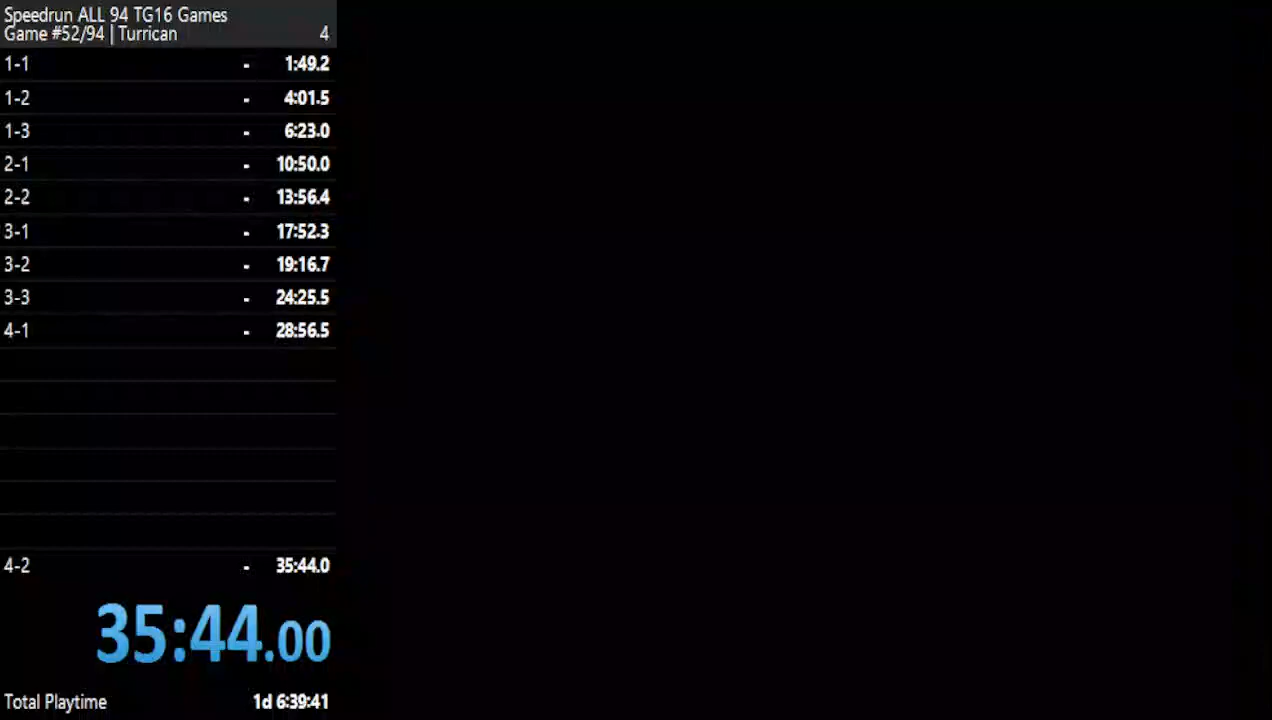 Speedrun ALL 94 TG16 Games
Game #52/94 | Turrican 4
1-1 - 1:49.2
1-2 - 4:01.5
1-3 - 6:23.0
2-1 - 10:50.0
2-2 - 13:56.4
3-1 - 17:52.3
3-2 - 19:16.7
3-3 - 24:25.5
4-1 - 28:56.5
4-2 - 35:44.0
35:44.00
Total Playtime 1d 6:39:41